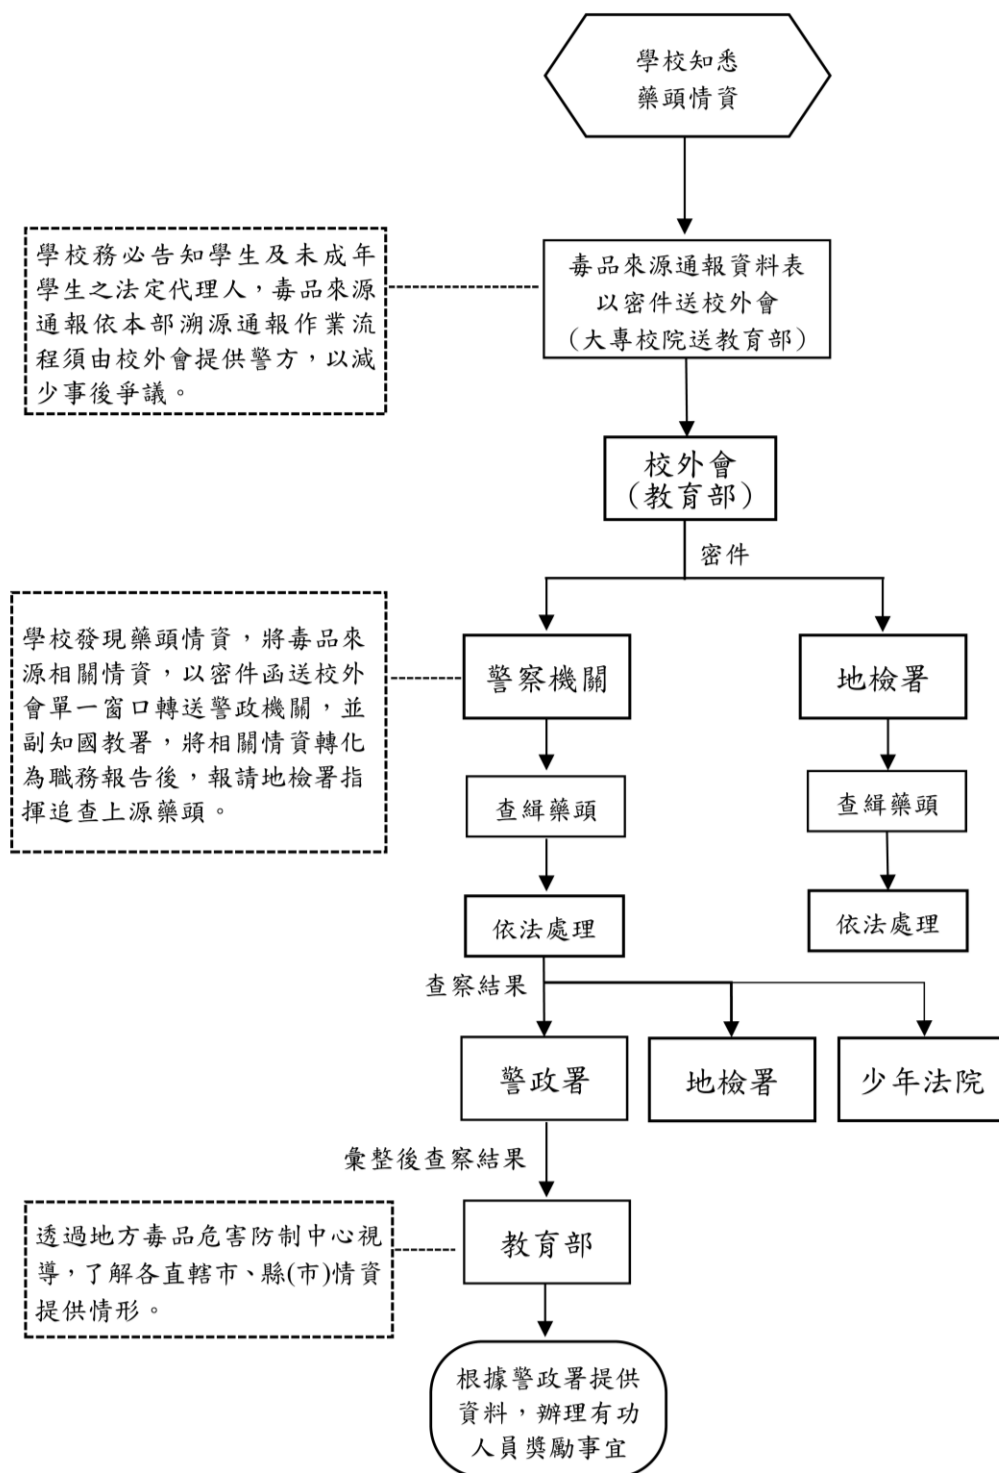 學校知悉
藥頭情資
學校務必告知學生及未成年
學生之法定代理人，毒品來源
通報依本部溯源通報作業流
程須由校外會提供警方，以減
少事後爭議。
毒品來源通報資料表
以密件送校外會
（大專校院送教育部）
校外會
（教育部）
密件
學校發現藥頭情資，將毒品來
源相關情資，以密件函送校外
會單一窗口轉送警政機關，並
副知國教署，將相關情資轉化
為職務報告後，報請地檢署指
揮追查上源藥頭。
警察機關
地檢署
查緝藥頭
查緝藥頭
依法處理
依法處理
查察結果
警政署
地檢署
少年法院
彙整後查察結果
透過地方毒品危害防制中心視
導，了解各直轄市、縣(市)情資
提供情形。
教育部
根據警政署提供
資料，辦理有功
人員獎勵事宜